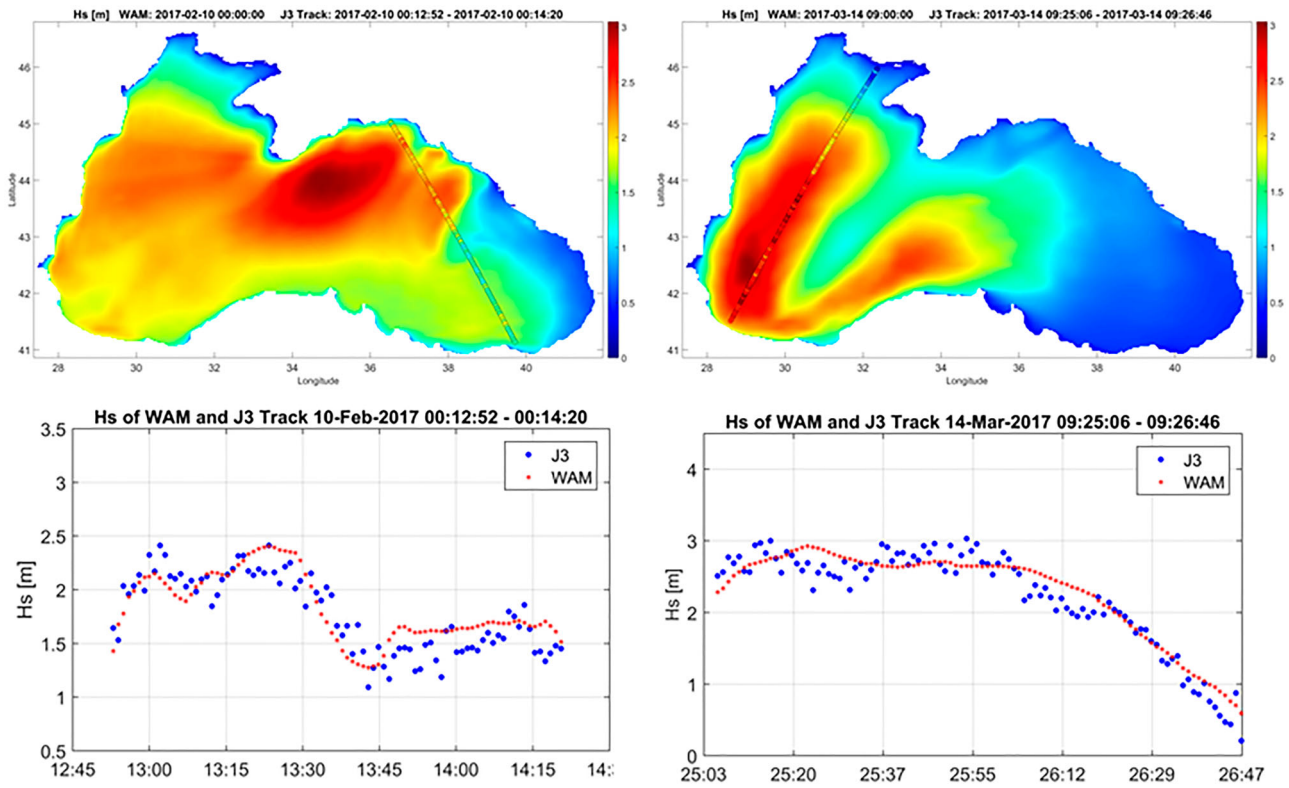 Hs [m] WAM: 2017-02-10 00:00:00 J3 Track: 2017-02-10 00:12:52 - 2017-02-10 00:14:20
46
45
44
43
42
41
Latitude
28 30 32 34 36 38 40
Longitude
3
2.5
2
1.5
1
0.5
0
Hs [m] WAM: 2017-03-14 09:00:00 J3 Track: 2017-03-14 09:25:06 - 2017-03-14 09:26:46
46
45
44
43
42
41
Latitude
28 30 32 34 36 38 40
Longitude
3
2.5
2
1.5
1
0.5
0
Hs of WAM and J3 Track 10-Feb-2017 00:12:52 - 00:14:20
3.5
3
2.5
2
1.5
1
0.5
Hs [m]
J3
WAM
12:45 13:00 13:15 13:30 13:45 14:00 14:15 14:
Hs of WAM and J3 Track 14-Mar-2017 09:25:06 - 09:26:46
4
3
2
1
0
Hs [m]
J3
WAM
25:03 25:20 25:37 25:55 26:12 26:29 26:47